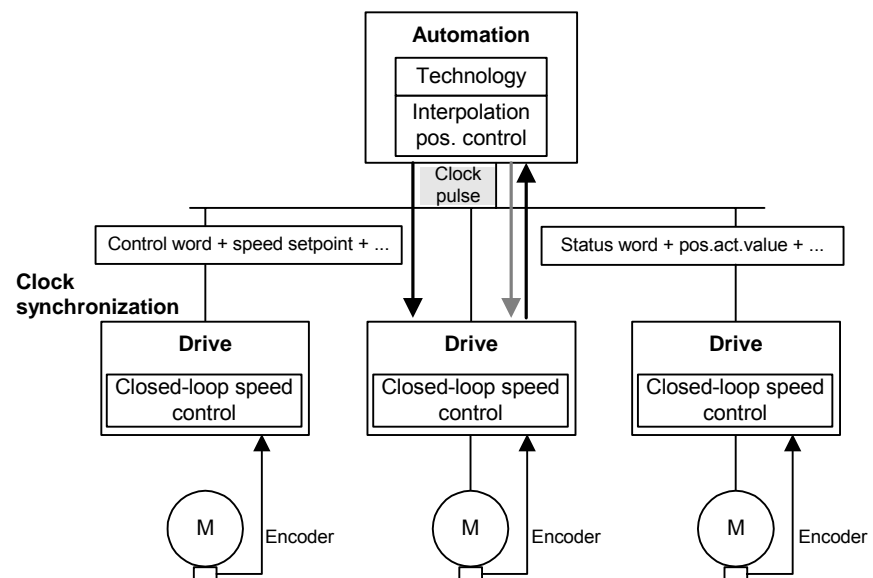 Automation
Technology
Interpolation
pos. control
Clock
pulse
Control word + speed setpoint + ...
Status word + pos.act.value + ...
Clock
synchronization
Drive
Closed-loop speed
control
Drive
Closed-loop speed
control
Drive
Closed-loop speed
control
M
Encoder
M
Encoder
M
Encoder